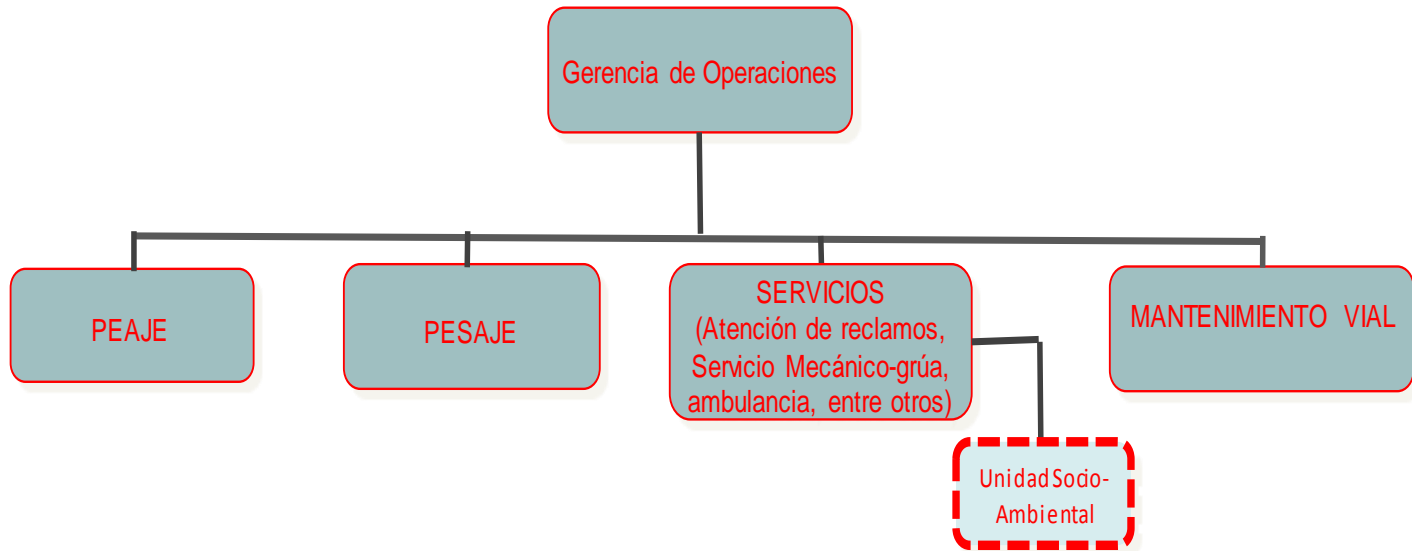 Gerencia de Operaciones
PEAJE
PESAJE
SERVICIOS
(Atención de reclamos,
Servicio Mecánico-grúa,
ambulancia, entre otros)
MANTENIMIENTO VIAL
Unidad Socio-
Ambiental